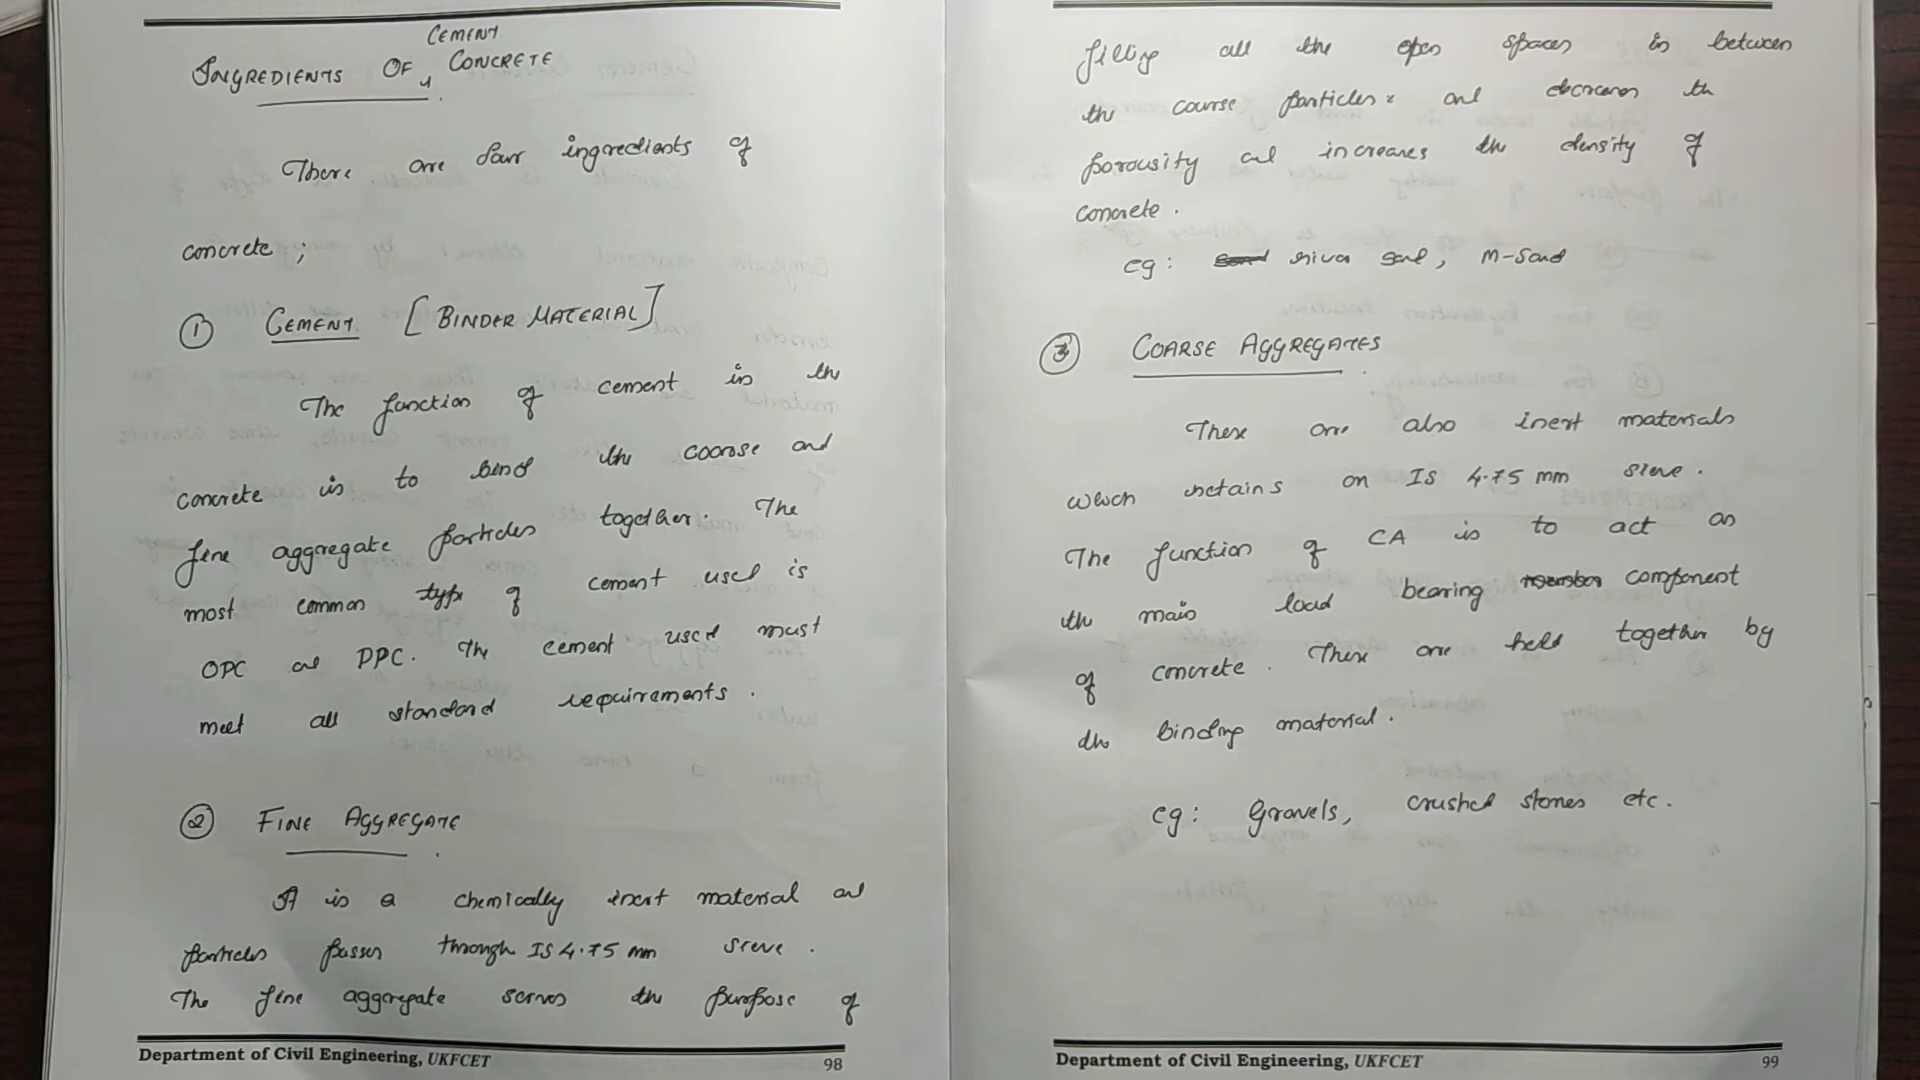 CEMENT
INGREDIENTS OF CONCRETE
There are four ingredients of
concrete ;
① CEMENT. [BINDER MATERIAL]
The function of cement in the
concrete is to bind the coarse and
fine aggregate particles together. The
most common type of cement used is
OPC and PPC. The cement used must
meet all standard requirements.
② FINE AGGREGATE
It is a chemically inert material and
particles passes through IS 4.75 mm sieve.
The fine aggregate serves the purpose of
Department of Civil Engineering, UKFCET 98
filling all the open spaces in between
the course particles and decreases the
porousity and increases the density of
concrete.
eg: sand river sand, M-Sand
③ COARSE AGGREGATES
These are also inert materials
which retains on IS 4.75 mm sieve.
The function of CA is to act as
the main load bearing component
of concrete. These are held together by
the binding material.
eg: Gravels, crushed stones etc.
Department of Civil Engineering, UKFCET 99